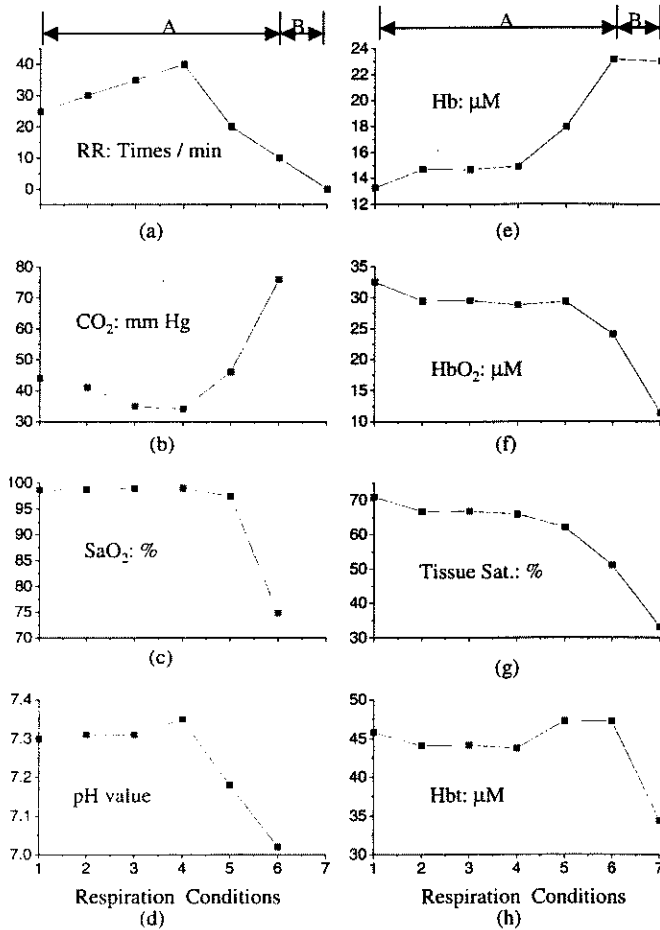 A B
40
30
20
10
0
RR: Times / min
(a)
80
70
60
50
40
30
CO₂: mm Hg
(b)
100
95
90
85
80
75
70
SaO₂: %
(c)
7.4
7.3
7.2
7.1
7.0
pH value
1 2 3 4 5 6 7
Respiration Conditions
(d)
A B
24
22
20
18
16
14
12
Hb: μM
(e)
35
30
25
20
15
10
HbO₂: μM
(f)
70
60
50
40
30
Tissue Sat.: %
(g)
50
45
40
35
30
Hbt: μM
1 2 3 4 5 6 7
Respiration Conditions
(h)